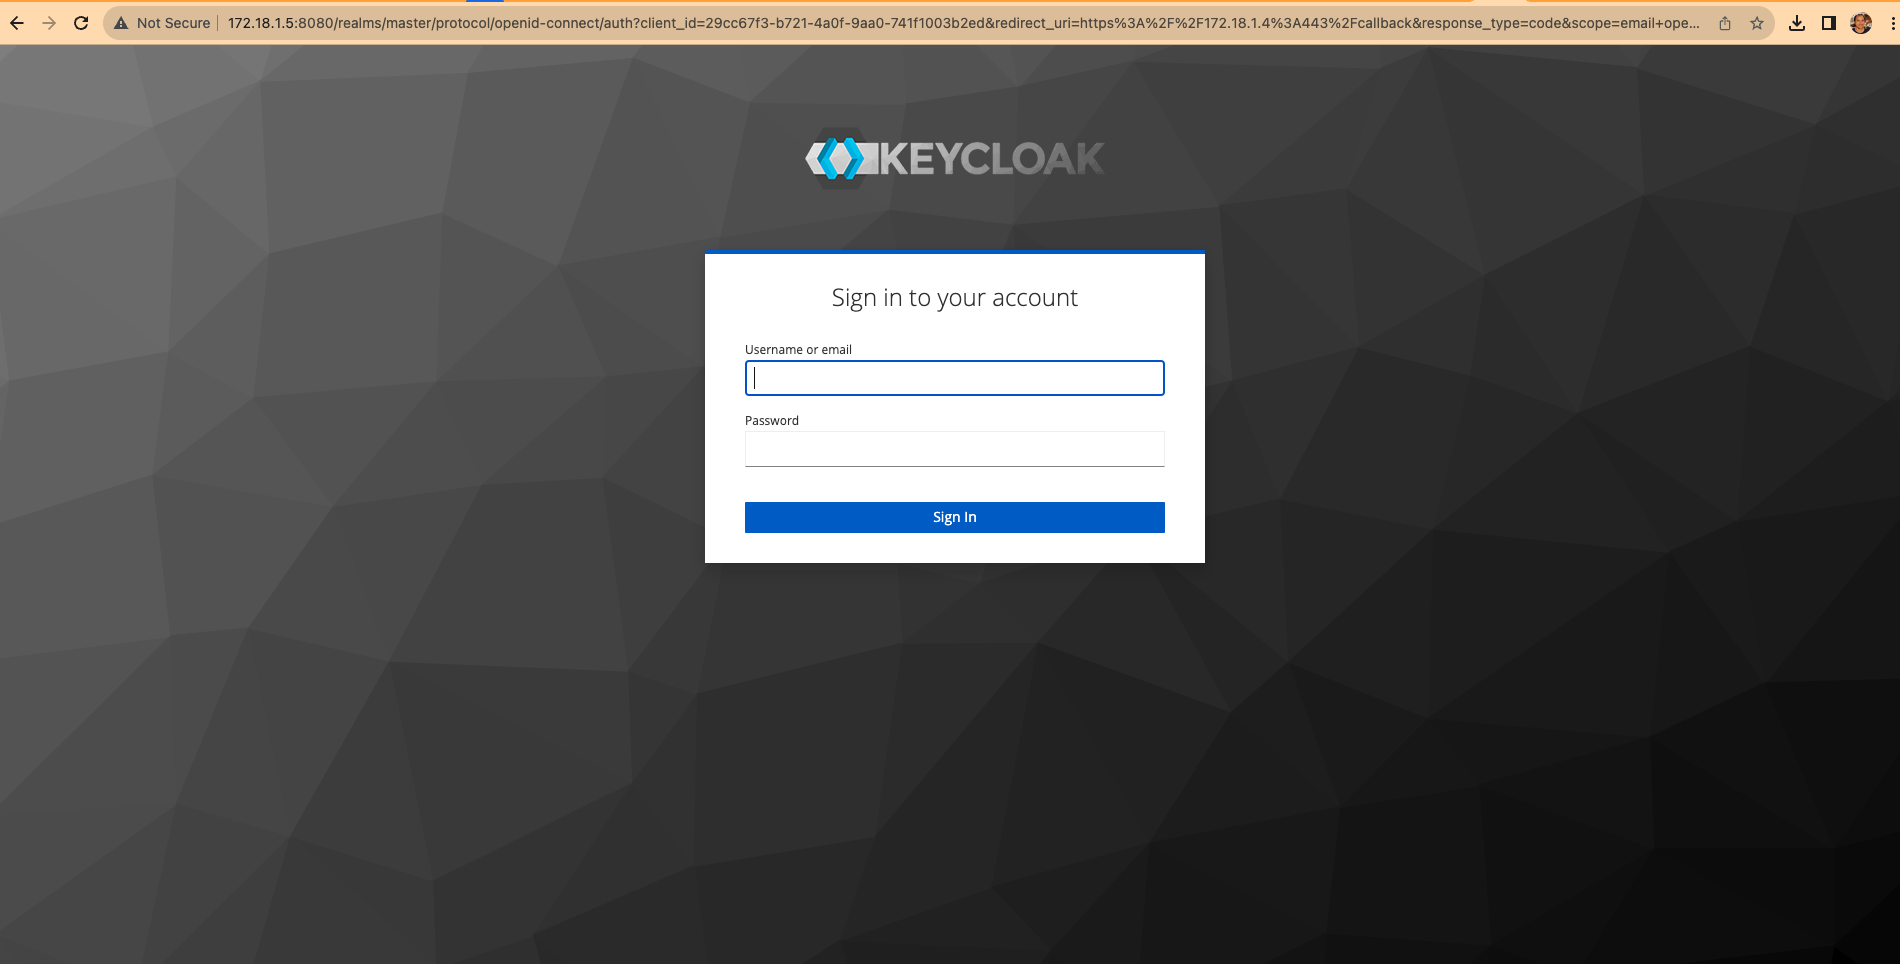 Not Secure 172.18.1.5:8080/realms/master/protocol/openid-connect/auth?client_id=29cc67f3-b721-4a0f-9aa0-741f1003b2ed&redirect_uri=https%3A%2F%2F172.18.1.4%3A443%2Fcallback&response_type=code&scope=email+ope...
KEYCLOAK
Sign in to your account
Username or email
Password
Sign In